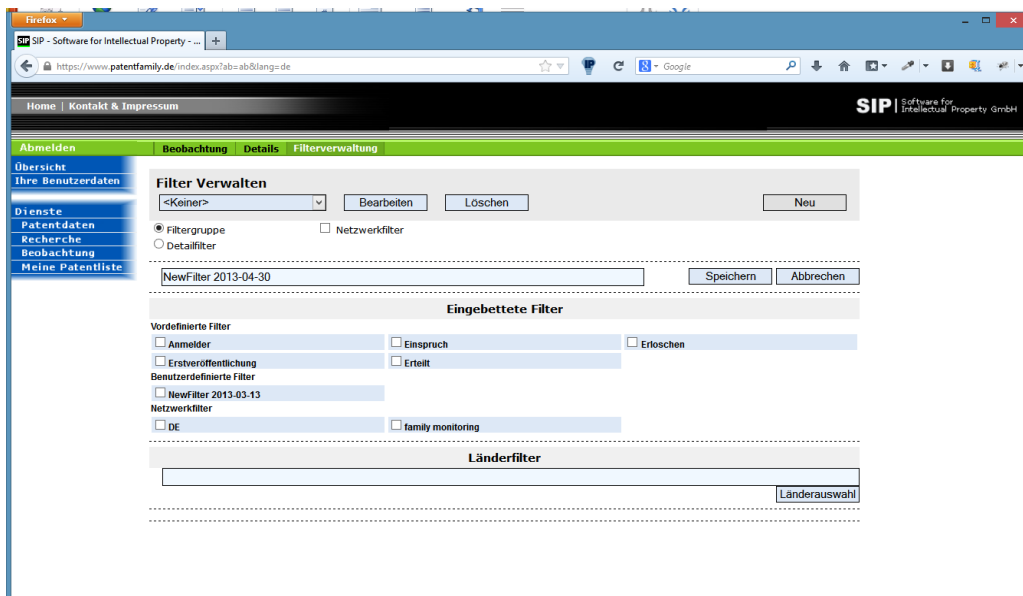 Firefox
SIP SIP - Software for Intellectual Property - ... +
https://www.patentfamily.de/index.aspx?ab=ab&lang=de
IP
8 Google
Home | Kontakt & Impressum
SIP | Software for
Intellectual Property GmbH
Abmelden
Beobachtung Details Filterverwaltung
Übersicht
Ihre Benutzerdaten
Dienste
Patentdaten
Recherche
Beobachtung
Meine Patentliste
Filter Verwalten
<Keiner> Bearbeiten Löschen Neu
Filtergruppe Netzwerkfilter
Detailfilter
NewFilter 2013-04-30 Speichern Abbrechen
Eingebettete Filter
Vordefinierte Filter
Anmelder Einspruch Erloschen
Erstveröffentlichung Erteilt
Benutzerdefinierte Filter
NewFilter 2013-03-13
Netzwerkfilter
DE family monitoring
Länderfilter
Länderauswahl